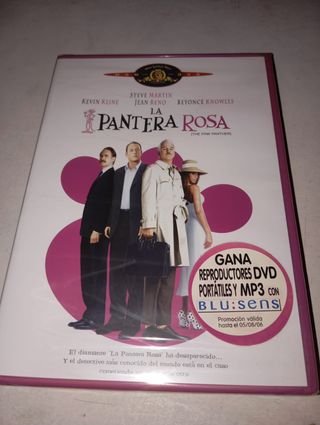 STEVE MARTIN
KEVIN KLINE JEAN RENO BEYONCÉ KNOWLES
LA
PANTERA ROSA
(THE PINK PANTHER)
GANA
REPRODUCTORES DVD
PORTÁTILES Y MP3 CON
BLU:SENS
Promoción válida
hasta el 05/08/06
El diamante "La Pantera Rosa" ha desaparecido...
Y el detective más conocido del mundo está en el caso